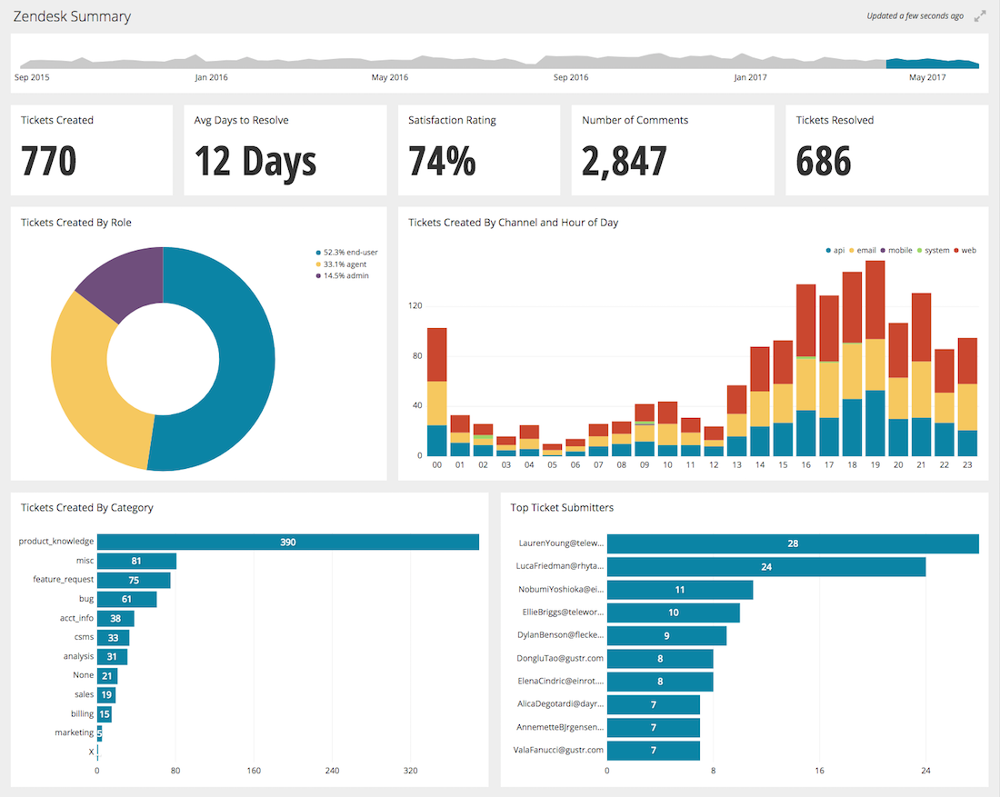 Zendesk Summary
Updated a few seconds ago
Sep 2015 Jan 2016 May 2016 Sep 2016 Jan 2017 May 2017
Tickets Created
770
Avg Days to Resolve
12 Days
Satisfaction Rating
74%
Number of Comments
2,847
Tickets Resolved
686
Tickets Created By Role
52.3% end-user
33.1% agent
14.5% admin
Tickets Created By Channel and Hour of Day
api email mobile system web
120
80
40
0
00 01 02 03 04 05 06 07 08 09 10 11 12 13 14 15 16 17 18 19 20 21 22 23
Tickets Created By Category
product_knowledge 390
misc 81
feature_request 75
bug 61
acct_info 38
csms 33
analysis 31
None 21
sales 19
billing 15
marketing 5
X
0 80 160 240 320
Top Ticket Submitters
LaurenYoung@telew... 28
LucaFriedman@rhyta... 24
NobumiYoshioka@ei... 11
EllieBriggs@telewor... 10
DylanBenson@flecke... 9
DongluTao@gustr.com 8
ElenaCindric@einrot.... 8
AlicaDegotardi@dayr... 7
AnnemetteBJrgensen... 7
ValaFanucci@gustr.com 7
0 8 16 24